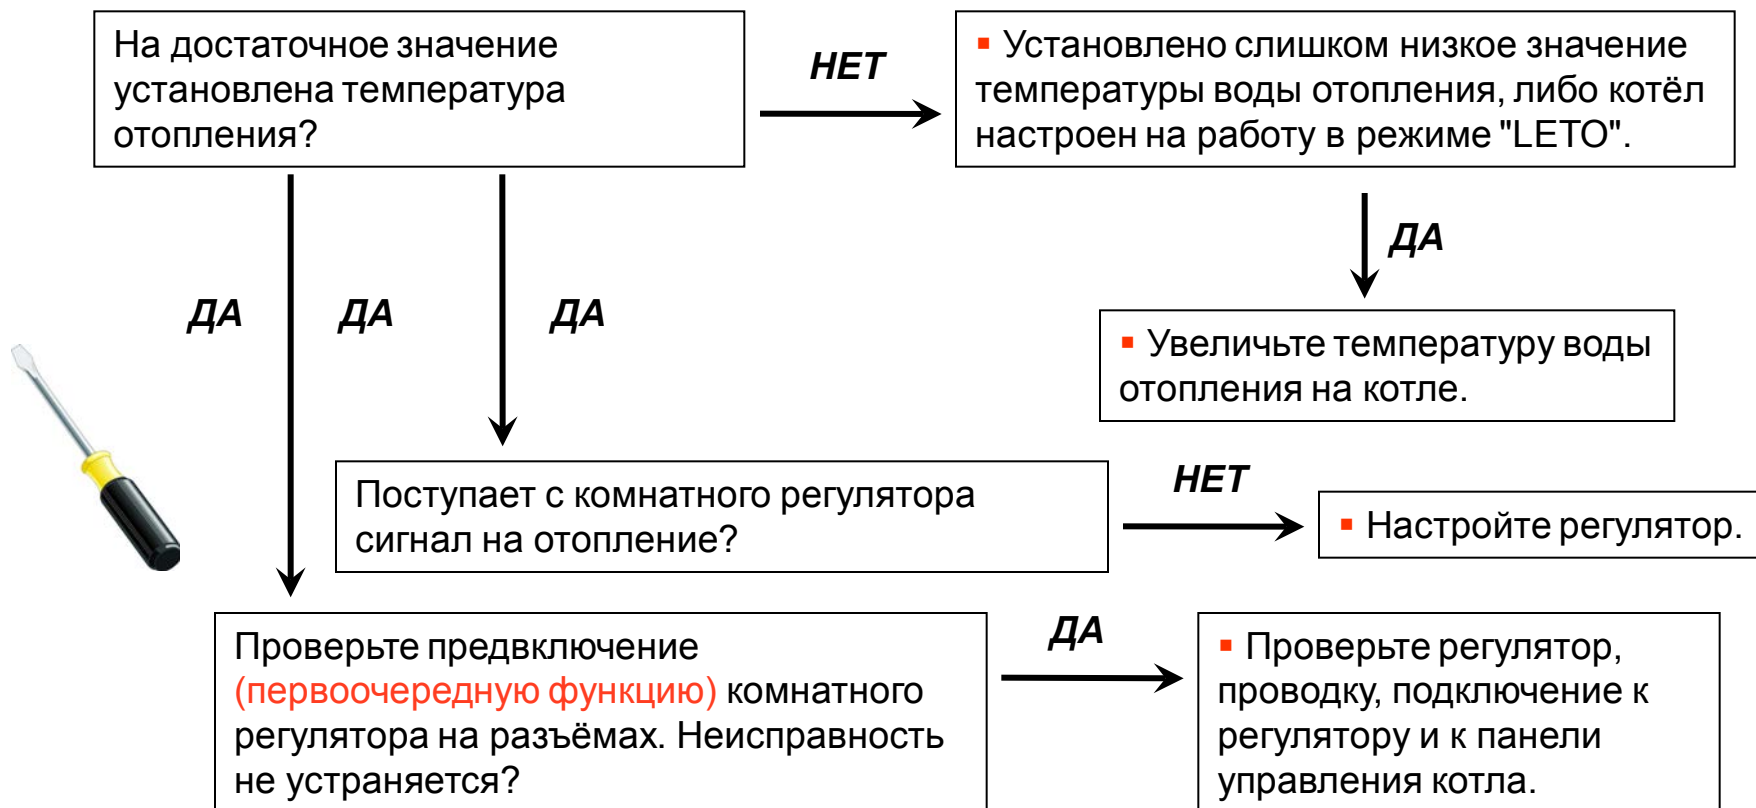 На достаточное значение
установлена температура
отопления?
НЕТ
▪ Установлено слишком низкое значение
температуры воды отопления, либо котёл
настроен на работу в режиме "LETO".
ДА
▪ Увеличьте температуру воды
отопления на котле.
ДА
ДА
ДА
Поступает с комнатного регулятора
сигнал на отопление?
НЕТ
▪ Настройте регулятор.
Проверьте предвключение
(первоочередную функцию) комнатного
регулятора на разъёмах. Неисправность
не устраняется?
ДА
▪ Проверьте регулятор,
проводку, подключение к
регулятору и к панели
управления котла.